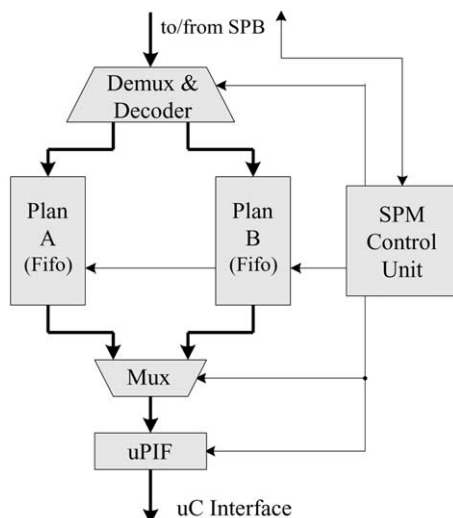 to/from SPB
Demux &
Decoder
Plan
A
(Fifo)
Plan
B
(Fifo)
SPM
Control
Unit
Mux
uPIF
uC Interface